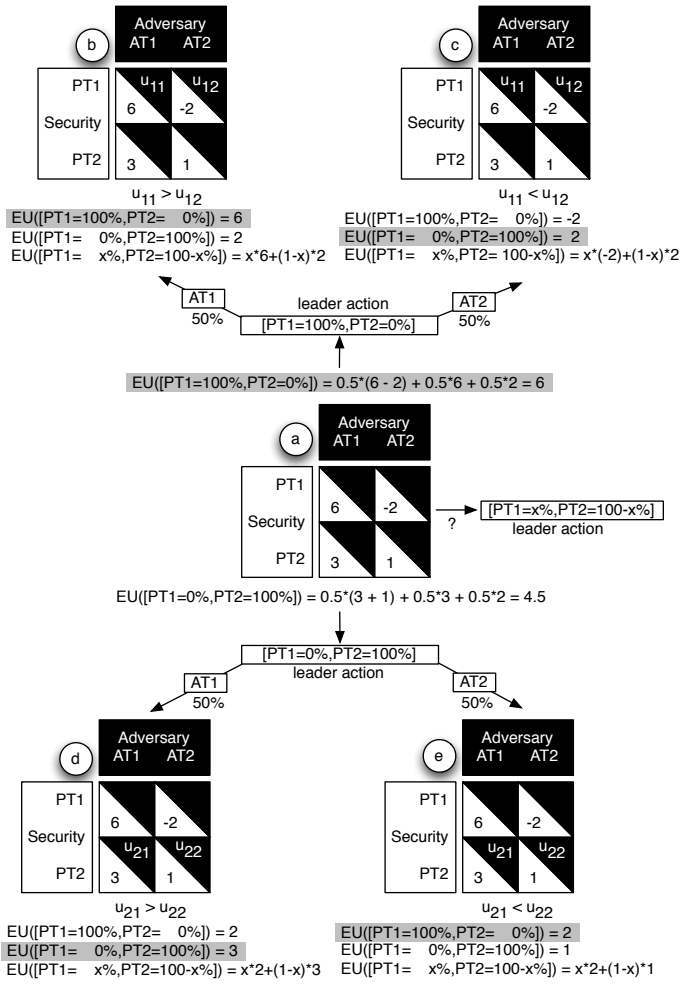 b
Adversary
AT1 AT2
PT1
Security
PT2
u11 u12
6 -2
3 1
u11 > u12
EU([PT1=100%,PT2= 0%]) = 6
EU([PT1= 0%,PT2=100%]) = 2
EU([PT1= x%,PT2=100-x%]) = x*6+(1-x)*2
c
Adversary
AT1 AT2
PT1
Security
PT2
u11 u12
6 -2
3 1
u11 < u12
EU([PT1=100%,PT2= 0%]) = -2
EU([PT1= 0%,PT2=100%]) = 2
EU([PT1= x%,PT2= 100-x%]) = x*(-2)+(1-x)*2
AT1
50%
leader action
[PT1=100%,PT2=0%]
AT2
50%
EU([PT1=100%,PT2=0%]) = 0.5*(6 - 2) + 0.5*6 + 0.5*2 = 6
a
Adversary
AT1 AT2
PT1
Security
PT2
6 -2
3 1
?
[PT1=x%,PT2=100-x%]
leader action
EU([PT1=0%,PT2=100%]) = 0.5*(3 + 1) + 0.5*3 + 0.5*2 = 4.5
[PT1=0%,PT2=100%]
leader action
AT1
50%
AT2
50%
d
Adversary
AT1 AT2
PT1
Security
PT2
6 -2
u21 u22
3 1
u21 > u22
EU([PT1=100%,PT2= 0%]) = 2
EU([PT1= 0%,PT2=100%]) = 3
EU([PT1= x%,PT2=100-x%]) = x*2+(1-x)*3
e
Adversary
AT1 AT2
PT1
Security
PT2
6 -2
u21 u22
3 1
u21 < u22
EU([PT1=100%,PT2= 0%]) = 2
EU([PT1= 0%,PT2=100%]) = 1
EU([PT1= x%,PT2=100-x%]) = x*2+(1-x)*1